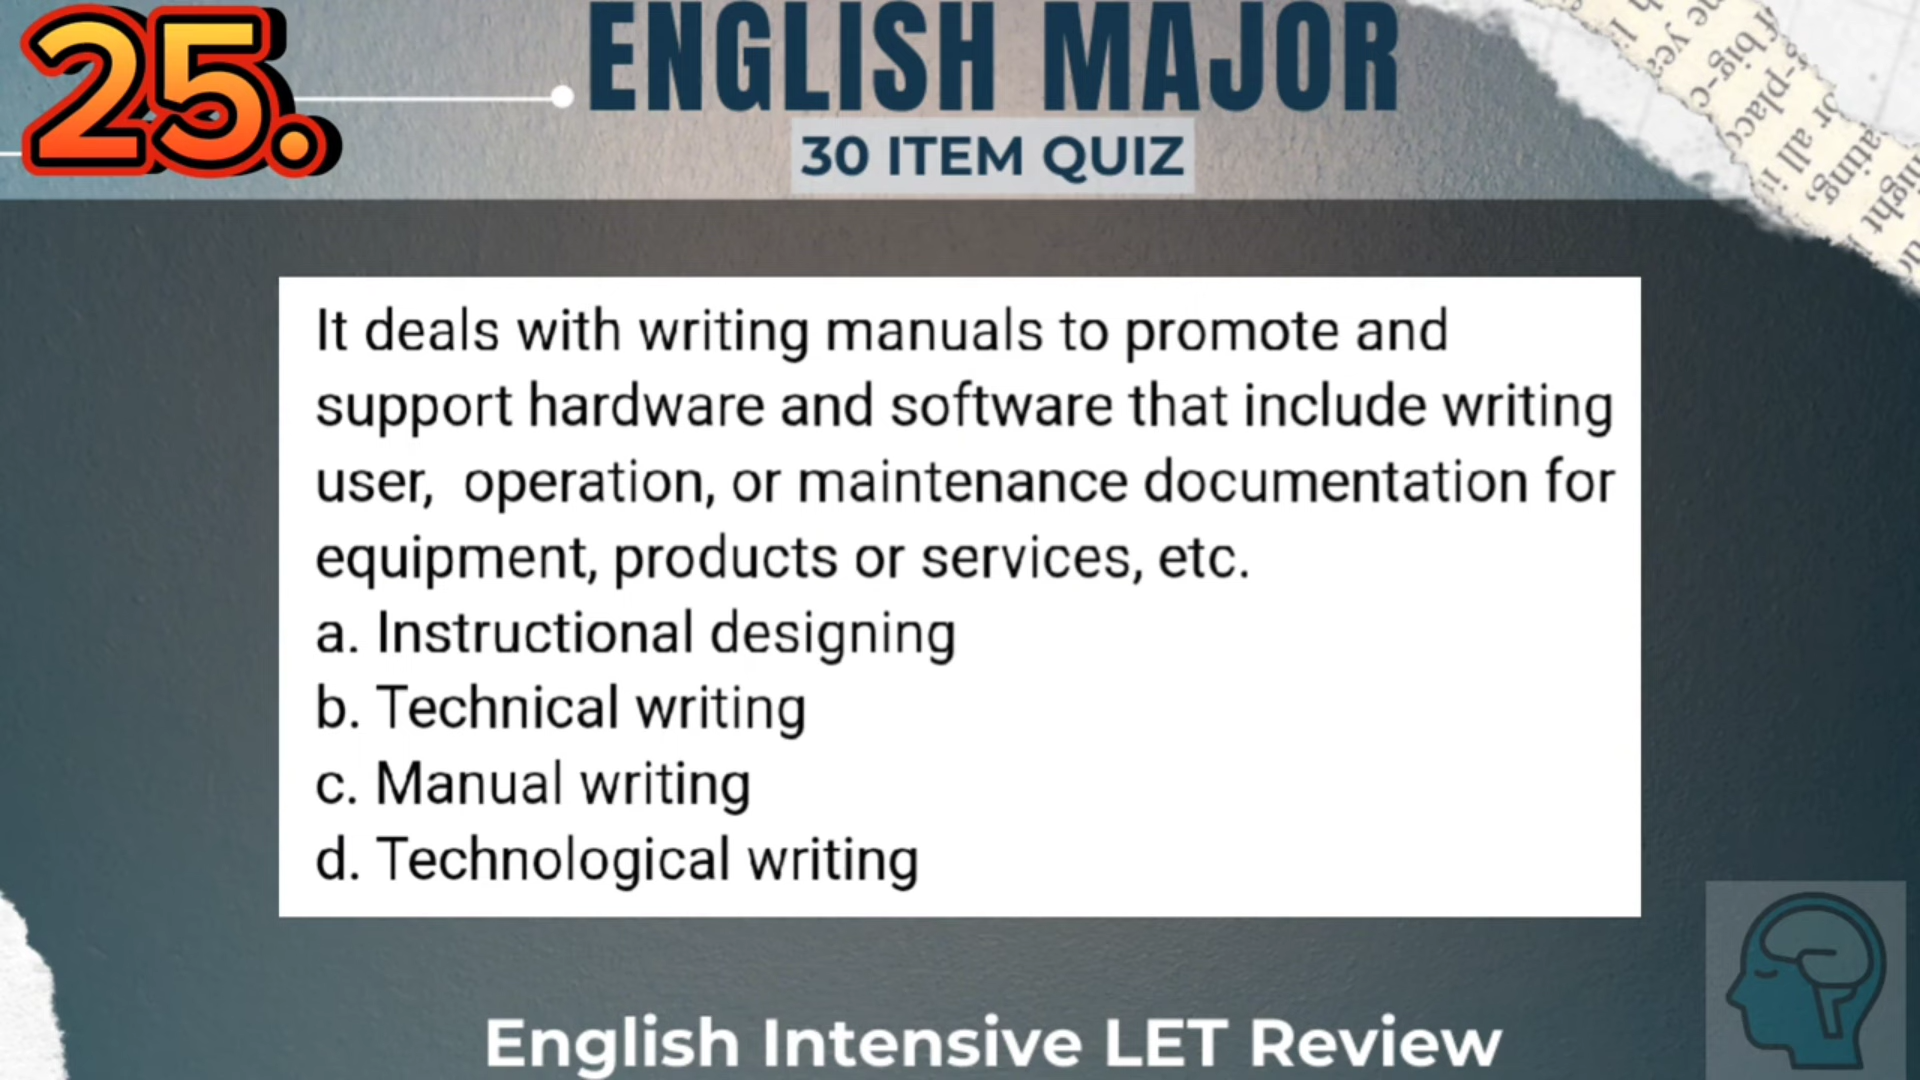 25.
ENGLISH MAJOR
30 ITEM QUIZ
It deals with writing manuals to promote and
support hardware and software that include writing
user, operation, or maintenance documentation for
equipment, products or services, etc.
a. Instructional designing
b. Technical writing
c. Manual writing
d. Technological writing
English Intensive LET Review